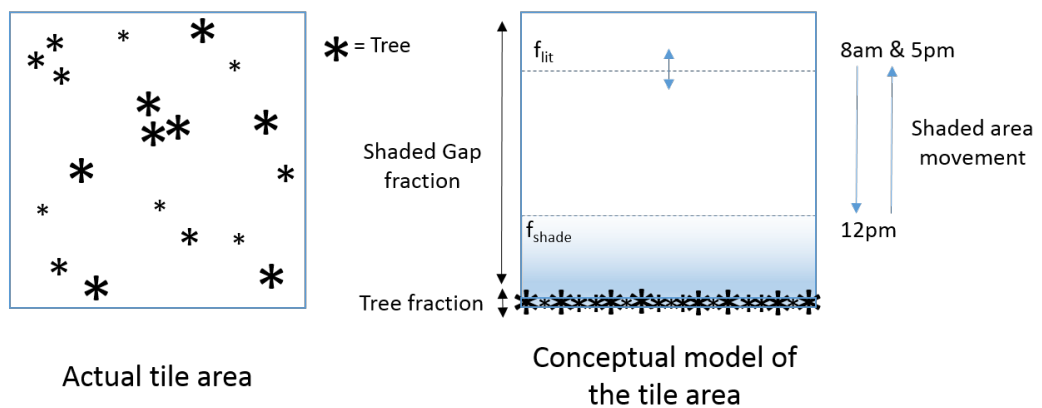 * = Tree
Actual tile area
f_lit
Shaded Gap
fraction
f_shade
Tree fraction
Conceptual model of
the tile area
8am & 5pm
Shaded area
movement
12pm